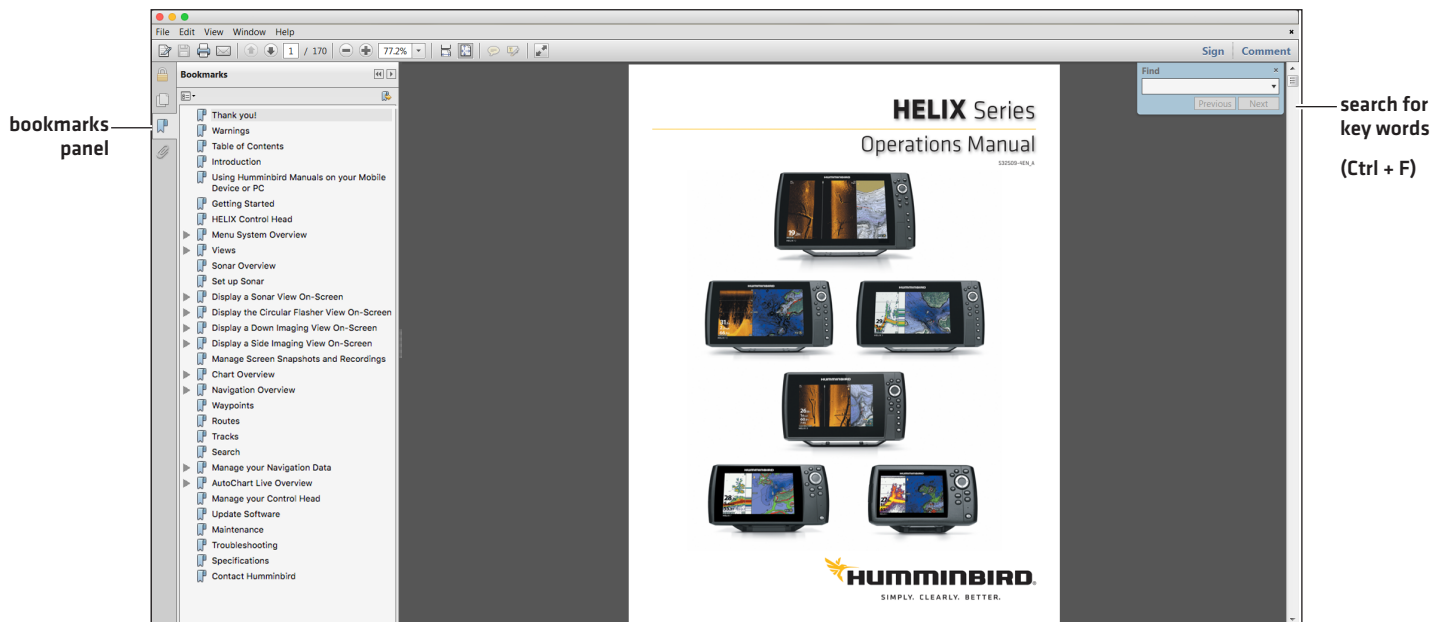 File Edit View Window Help
1 / 170
77.2%
Sign Comment
Bookmarks
Thank you!
Warnings
Table of Contents
Introduction
Using Humminbird Manuals on your Mobile
Device or PC
Getting Started
HELIX Control Head
Menu System Overview
Views
Sonar Overview
Set up Sonar
Display a Sonar View On-Screen
Display the Circular Flasher View On-Screen
Display a Down Imaging View On-Screen
Display a Side Imaging View On-Screen
Manage Screen Snapshots and Recordings
Chart Overview
Navigation Overview
Waypoints
Routes
Tracks
Search
Manage your Navigation Data
AutoChart Live Overview
Manage your Control Head
Update Software
Maintenance
Troubleshooting
Specifications
Contact Humminbird
bookmarks
panel
HELIX Series
Operations Manual
532509-4EN_A
HUMMINBIRD
SIMPLY. CLEARLY. BETTER.
Find
Previous Next
search for
key words
(Ctrl + F)